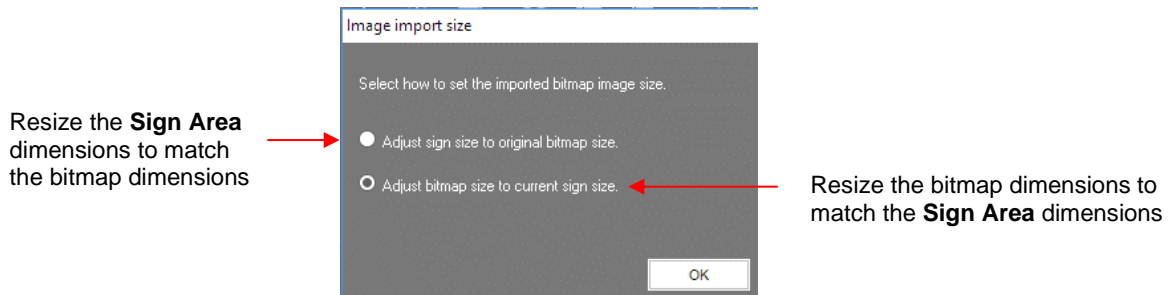 Image import size
Select how to set the imported bitmap image size.
Resize the Sign Area
dimensions to match
the bitmap dimensions
Adjust sign size to original bitmap size.
Adjust bitmap size to current sign size.
Resize the bitmap dimensions to
match the Sign Area dimensions
OK